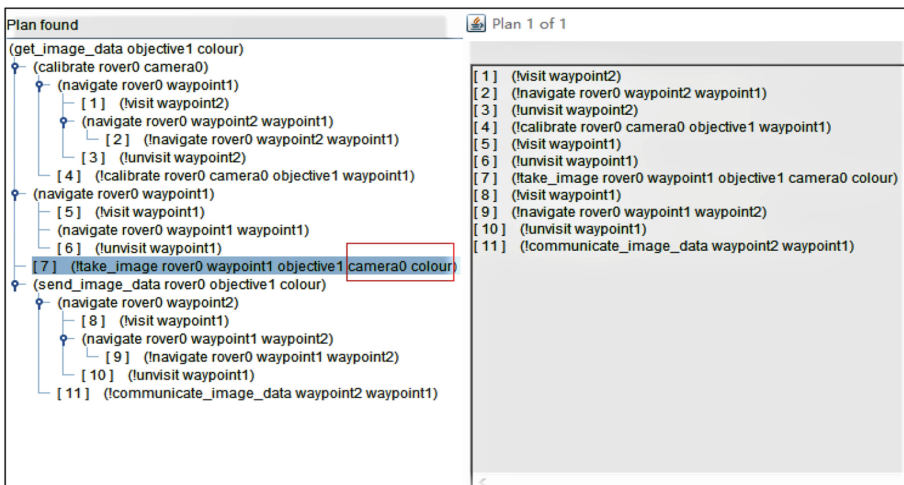 Plan found
(get_image_data objective1 colour)
(calibrate rover0 camera0)
(navigate rover0 waypoint1)
[ 1 ] (!visit waypoint2)
(navigate rover0 waypoint2 waypoint1)
[ 2 ] (!navigate rover0 waypoint2 waypoint1)
[ 3 ] (!unvisit waypoint2)
[ 4 ] (!calibrate rover0 camera0 objective1 waypoint1)
(navigate rover0 waypoint1)
[ 5 ] (!visit waypoint1)
(navigate rover0 waypoint1 waypoint1)
[ 6 ] (!unvisit waypoint1)
[ 7 ] (!take_image rover0 waypoint1 objective1 camera0 colour)
(send_image_data rover0 objective1 colour)
(navigate rover0 waypoint2)
[ 8 ] (!visit waypoint1)
(navigate rover0 waypoint1 waypoint2)
[ 9 ] (!navigate rover0 waypoint1 waypoint2)
[ 10 ] (!unvisit waypoint1)
[ 11 ] (!communicate_image_data waypoint2 waypoint1)
Plan 1 of 1
[ 1 ] (!visit waypoint2)
[ 2 ] (!navigate rover0 waypoint2 waypoint1)
[ 3 ] (!unvisit waypoint2)
[ 4 ] (!calibrate rover0 camera0 objective1 waypoint1)
[ 5 ] (!visit waypoint1)
[ 6 ] (!unvisit waypoint1)
[ 7 ] (!take_image rover0 waypoint1 objective1 camera0 colour)
[ 8 ] (!visit waypoint1)
[ 9 ] (!navigate rover0 waypoint1 waypoint2)
[ 10 ] (!unvisit waypoint1)
[ 11 ] (!communicate_image_data waypoint2 waypoint1)